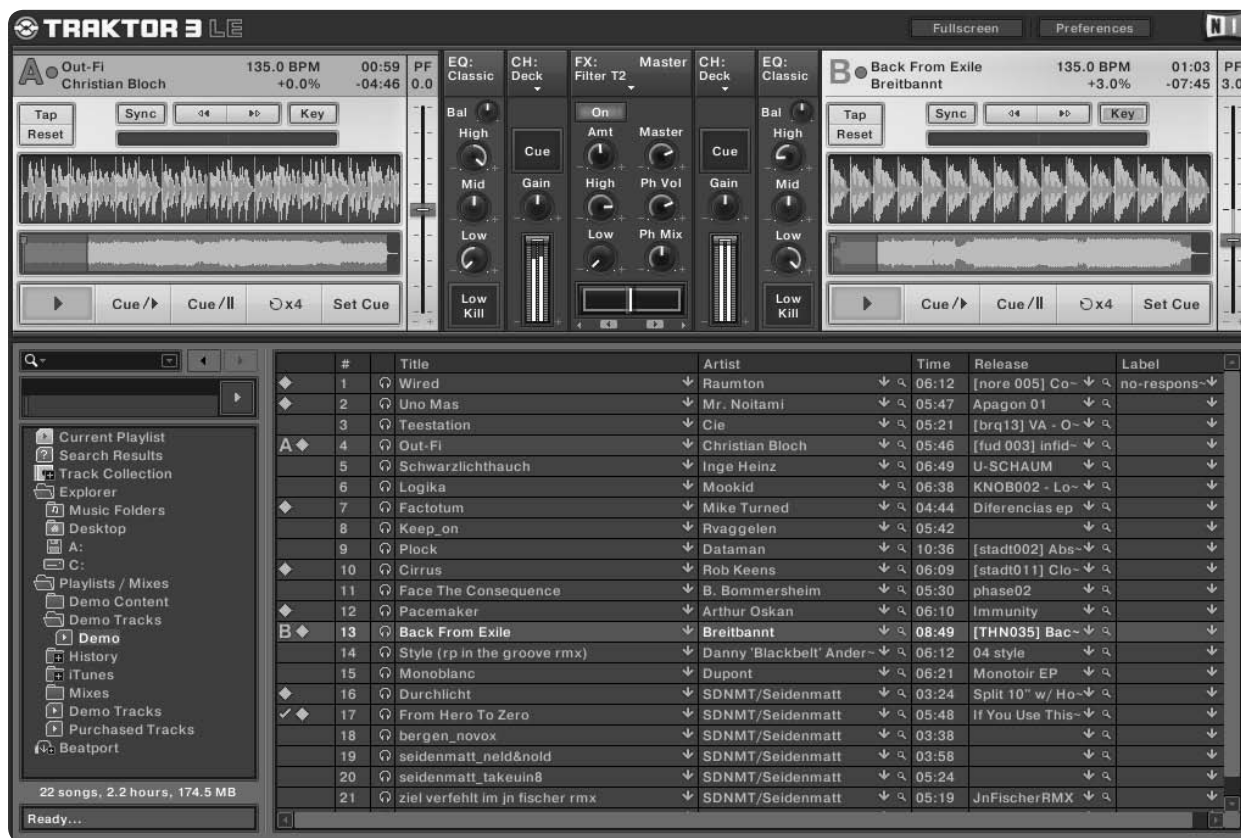 TRAKTOR 3 LE
Fullscreen Preferences NI
A Out-Fi 135.0 BPM 00:59 PF
Christian Bloch +0.0% -04:46 0.0
Tap Sync Key
Reset
Cue/ Cue/II x4 Set Cue
EQ: CH: FX: Master CH: EQ:
Classic Deck Filter T2 Deck Classic
Bal On Bal
High Amt Master High
Cue Cue
Mid Gain High Ph Vol Gain Mid
Low Low Ph Mix Low
Low Low
Kill Kill
B Back From Exile 135.0 BPM 01:03 PF
Breitbannt +3.0% -07:45 3.0
Tap Sync Key
Reset
Cue/ Cue/II x4 Set Cue
Current Playlist
Search Results
Track Collection
Explorer
Music Folders
Desktop
A:
C:
Playlists / Mixes
Demo Content
Demo Tracks
Demo
History
iTunes
Mixes
Demo Tracks
Purchased Tracks
Beatport
22 songs, 2.2 hours, 174.5 MB
Ready...
# Title Artist Time Release Label
1 Wired Raumton 06:12 [nore 005] Co~ no-respons~
2 Uno Mas Mr. Noitami 05:47 Apagon 01
3 Teestation Cie 05:21 [brq13] VA - O~
A 4 Out-Fi Christian Bloch 05:46 [fud 003] infid~
5 Schwarzlichthauch Inge Heinz 06:49 U-SCHAUM
6 Logika Mookid 06:38 KNOB002 - Lo~
7 Factotum Mike Turned 04:44 Diferencias ep
8 Keep_on Rvaggelen 05:42
9 Plock Dataman 10:36 [stadt002] Abs~
10 Cirrus Rob Keens 06:09 [stadt011] Clo~
11 Face The Consequence B. Bommersheim 05:30 phase02
12 Pacemaker Arthur Oskan 06:10 Immunity
B 13 Back From Exile Breitbannt 08:49 [THN035] Bac~
14 Style (rp in the groove rmx) Danny 'Blackbelt' Ander~ 06:12 04 style
15 Monoblanc Dupont 06:21 Monotoir EP
16 Durchlicht SDNMT/Seidenmatt 03:24 Split 10" w/ Ho~
17 From Hero To Zero SDNMT/Seidenmatt 05:48 If You Use This~
18 bergen_novox SDNMT/Seidenmatt 03:38
19 seidenmatt_neld&nold SDNMT/Seidenmatt 03:58
20 seidenmatt_takeuin8 SDNMT/Seidenmatt 05:24
21 ziel verfehlt im jn fischer rmx SDNMT/Seidenmatt 05:19 JnFischerRMX